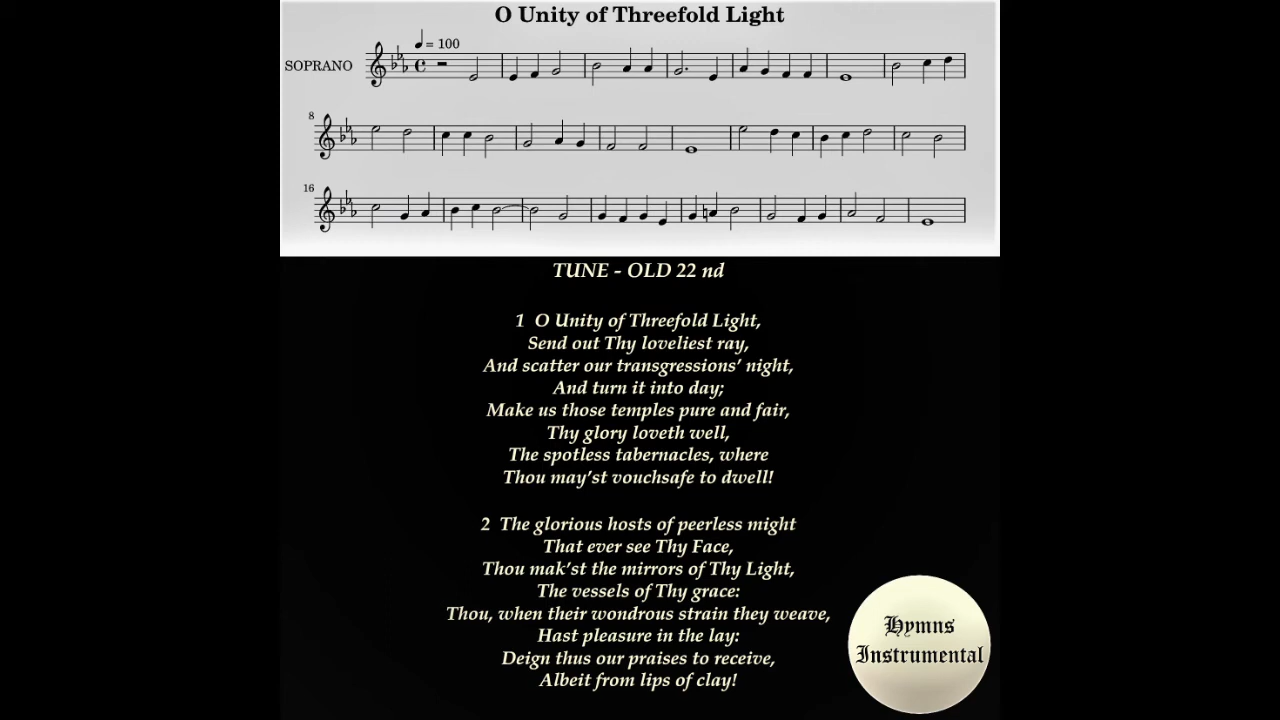 O Unity of Threefold Light
= 100
SOPRANO
8
16
TUNE - OLD 22 nd
1 O Unity of Threefold Light,
Send out Thy loveliest ray,
And scatter our transgressions’ night,
And turn it into day;
Make us those temples pure and fair,
Thy glory loveth well,
The spotless tabernacles, where
Thou may’st vouchsafe to dwell!
2 The glorious hosts of peerless might
That ever see Thy Face,
Thou mak’st the mirrors of Thy Light,
The vessels of Thy grace:
Thou, when their wondrous strain they weave,
Hast pleasure in the lay:
Deign thus our praises to receive,
Albeit from lips of clay!
Hymns
Instrumental